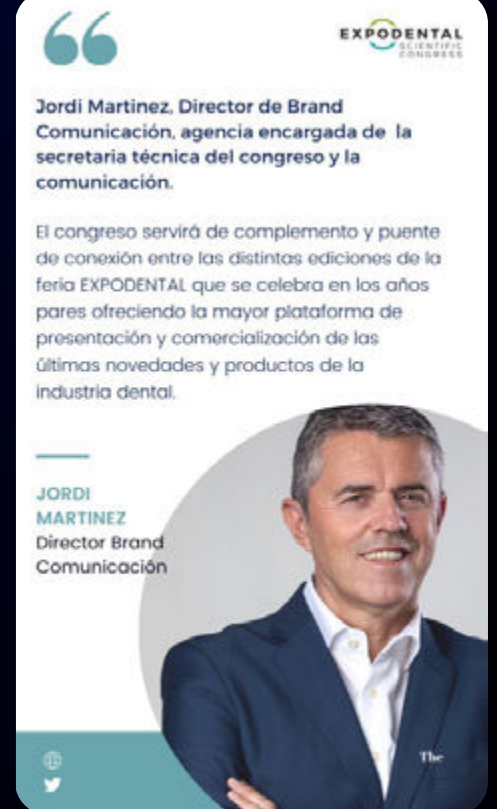 EXPODENTAL
SCIENTIFIC
CONGRESS
Jordi Martinez, Director de Brand
Comunicación, agencia encargada de la
secretaria técnica del congreso y la
comunicación.
El congreso servirá de complemento y puente
de conexión entre las distintas ediciones de la
feria EXPODENTAL que se celebra en los años
pares ofreciendo la mayor plataforma de
presentación y comercialización de las
últimas novedades y productos de la
industria dental.
JORDI
MARTINEZ
Director Brand
Comunicación
The